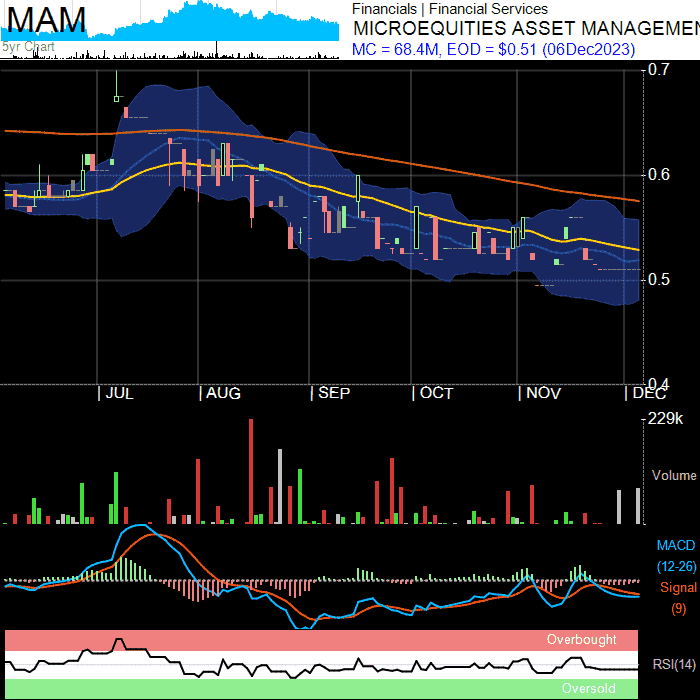 MAM
5yr Chart
Financials | Financial Services
MICROEQUITIES ASSET MANAGEMEN
MC = 68.4M, EOD = $0.51 (06Dec2023)
0.7
0.6
0.5
0.4
| JUL | AUG | SEP | OCT | NOV | DEC
229k
Volume
MACD
(12-26)
Signal
(9)
Overbought
RSI(14)
Oversold